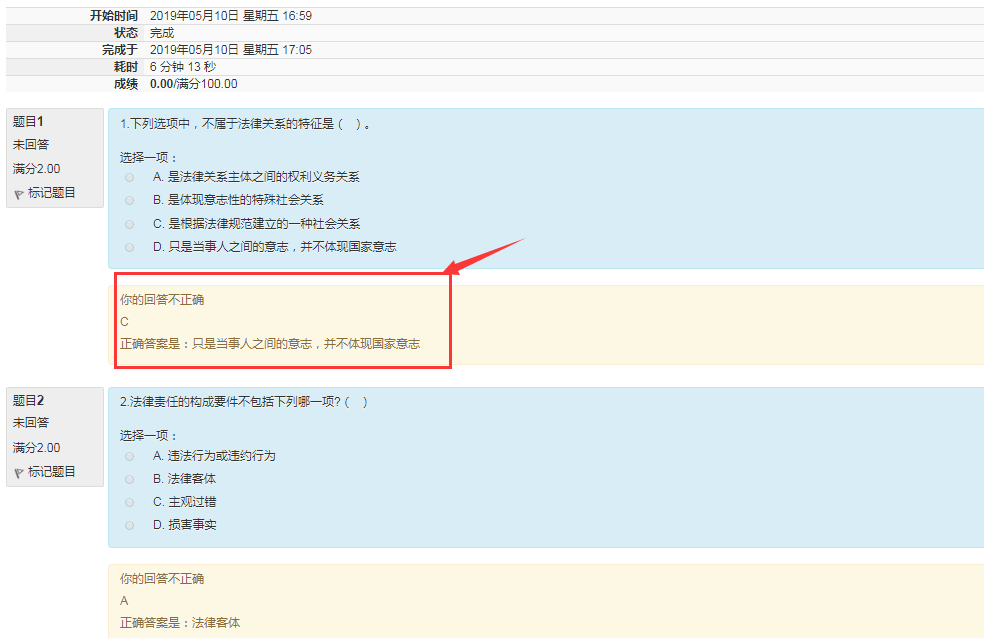 开始时间 2019年05月10日 星期五 16:59
状态 完成
完成于 2019年05月10日 星期五 17:05
耗时 6 分钟 13 秒
成绩 0.00/满分100.00
题目1
未回答
满分2.00
标记题目
1.下列选项中，不属于法律关系的特征是（ ）。
选择一项：
A. 是法律关系主体之间的权利义务关系
B. 是体现意志性的特殊社会关系
C. 是根据法律规范建立的一种社会关系
D. 只是当事人之间的意志，并不体现国家意志
你的回答不正确
C
正确答案是：只是当事人之间的意志，并不体现国家意志
题目2
未回答
满分2.00
标记题目
2.法律责任的构成要件不包括下列哪一项?（ ）
选择一项：
A. 违法行为或违约行为
B. 法律客体
C. 主观过错
D. 损害事实
你的回答不正确
A
正确答案是：法律客体